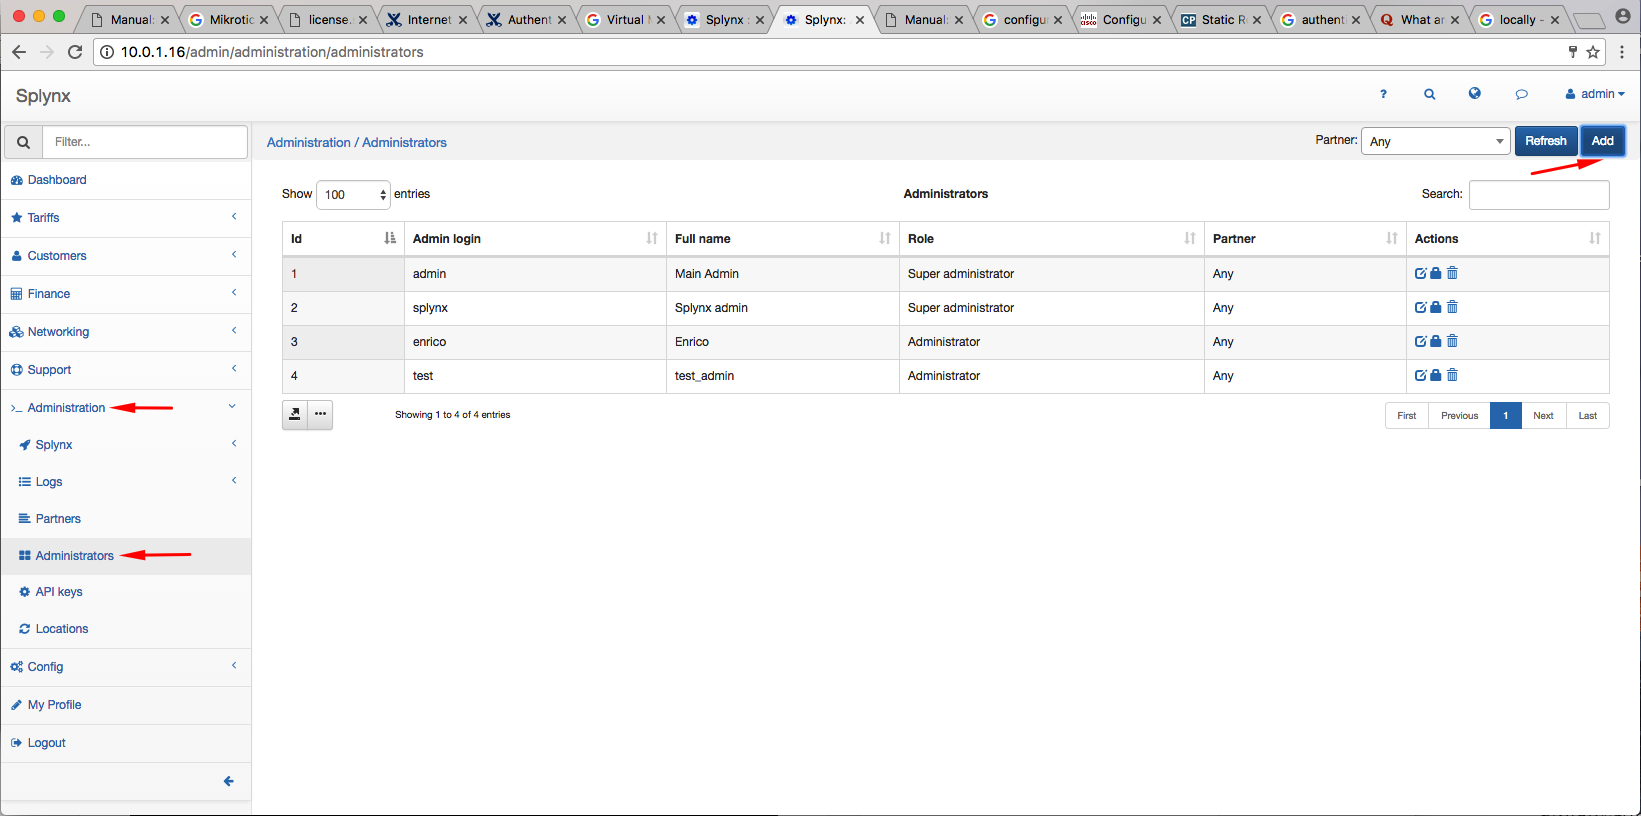 Manual: Mikrotic license. Internet Authent Virtual M Splynx : Splynx: Manual: configur Configu Static Ro authenti What ar locally -
10.0.1.16/admin/administration/administrators
Splynx
? admin
Filter...
Administration / Administrators
Partner: Any Refresh Add
Dashboard
Tariffs
Customers
Finance
Networking
Support
Administration
Splynx
Logs
Partners
Administrators
API keys
Locations
Config
My Profile
Logout
Show 100 entries
Administrators
Search:
Id Admin login Full name Role Partner Actions
1 admin Main Admin Super administrator Any
2 splynx Splynx admin Super administrator Any
3 enrico Enrico Administrator Any
4 test test_admin Administrator Any
Showing 1 to 4 of 4 entries
First Previous 1 Next Last